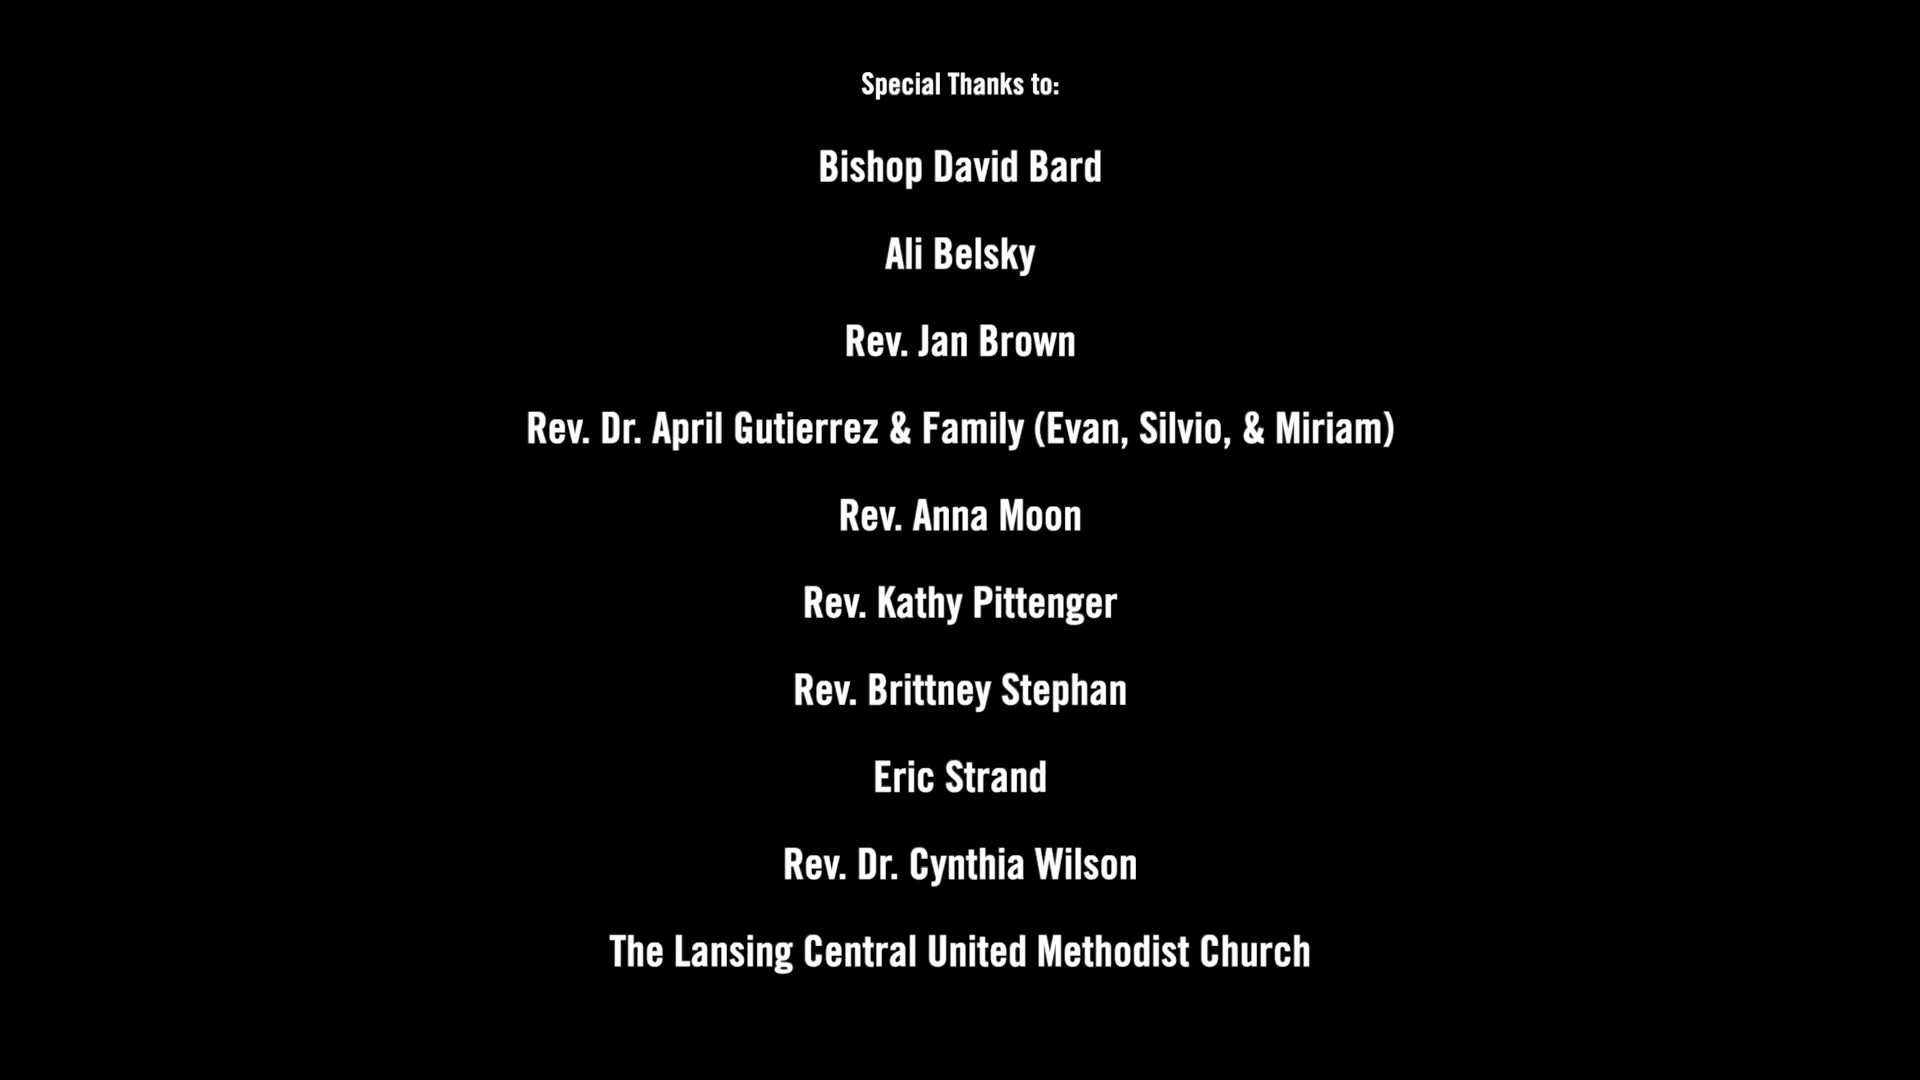 Special Thanks to:
Bishop David Bard
Ali Belsky
Rev. Jan Brown
Rev. Dr. April Gutierrez & Family (Evan, Silvio, & Miriam)
Rev. Anna Moon
Rev. Kathy Pittenger
Rev. Brittney Stephan
Eric Strand
Rev. Dr. Cynthia Wilson
The Lansing Central United Methodist Church